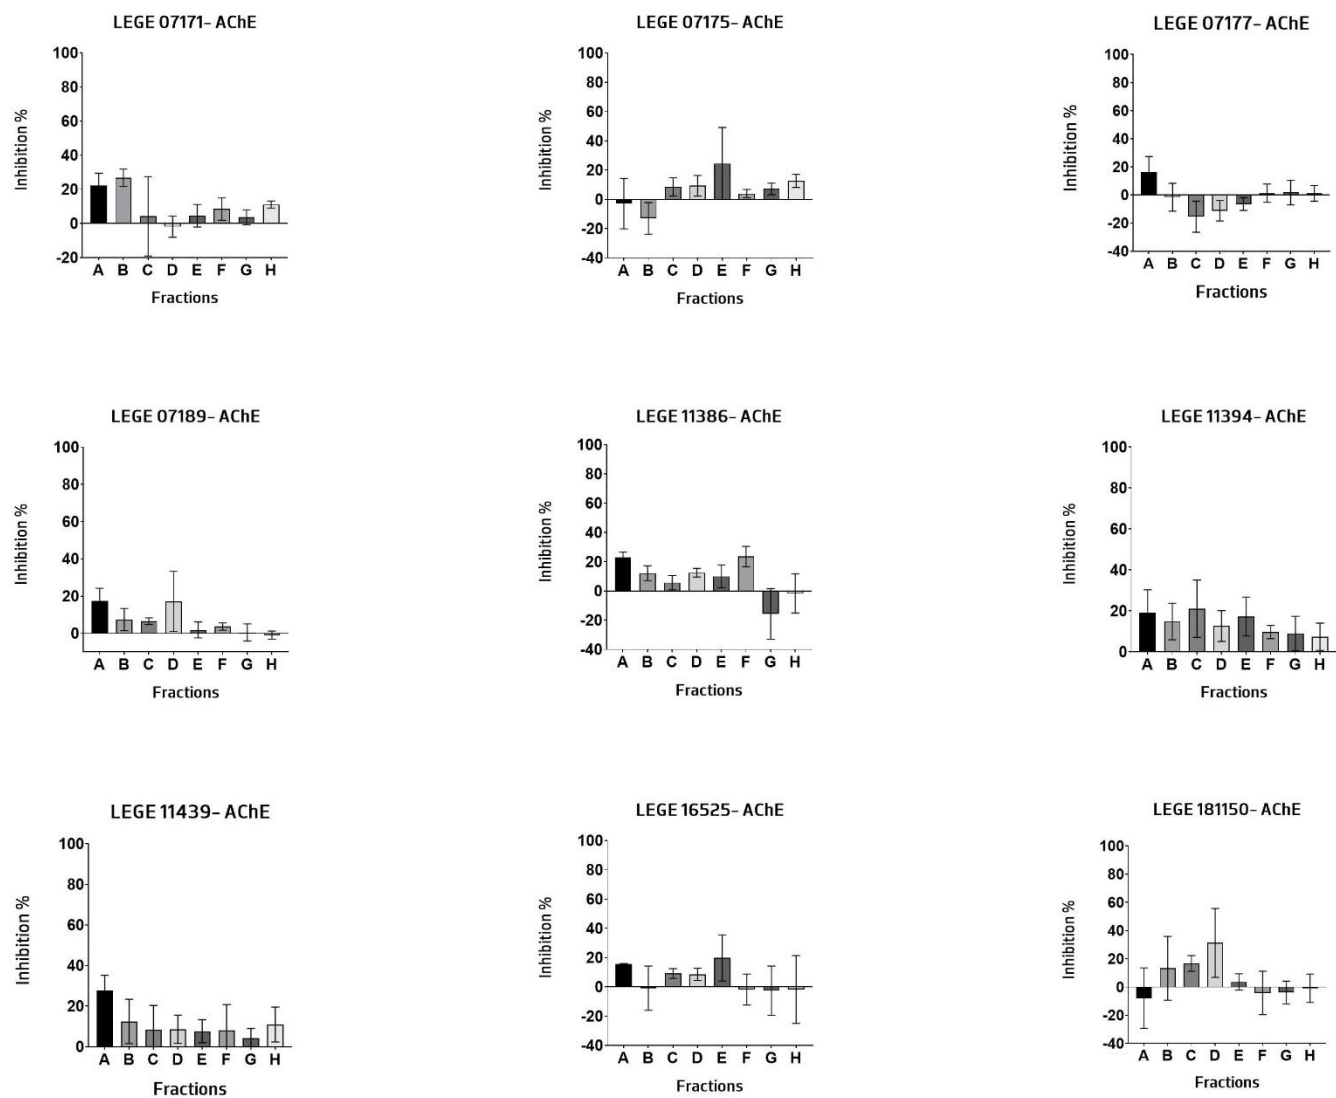 LEGE 07171- AChE
Inhibition %
100
80
60
40
20
0
-20
A B C D E F G H
Fractions
LEGE 07175- AChE
Inhibition %
100
80
60
40
20
0
-20
-40
A B C D E F G H
Fractions
LEGE 07177- AChE
Inhibition %
100
80
60
40
20
0
-20
-40
A B C D E F G H
Fractions
LEGE 07189- AChE
Inhibition %
100
80
60
40
20
0
A B C D E F G H
Fractions
LEGE 11386- AChE
Inhibition %
100
80
60
40
20
0
-20
-40
A B C D E F G H
Fractions
LEGE 11394- AChE
Inhibition %
100
80
60
40
20
0
A B C D E F G H
Fractions
LEGE 11439- AChE
Inhibition %
100
80
60
40
20
0
A B C D E F G H
Fractions
LEGE 16525- AChE
Inhibition %
100
80
60
40
20
0
-20
-40
A B C D E F G H
Fractions
LEGE 181150- AChE
Inhibition %
100
80
60
40
20
0
-20
-40
A B C D E F G H
Fractions